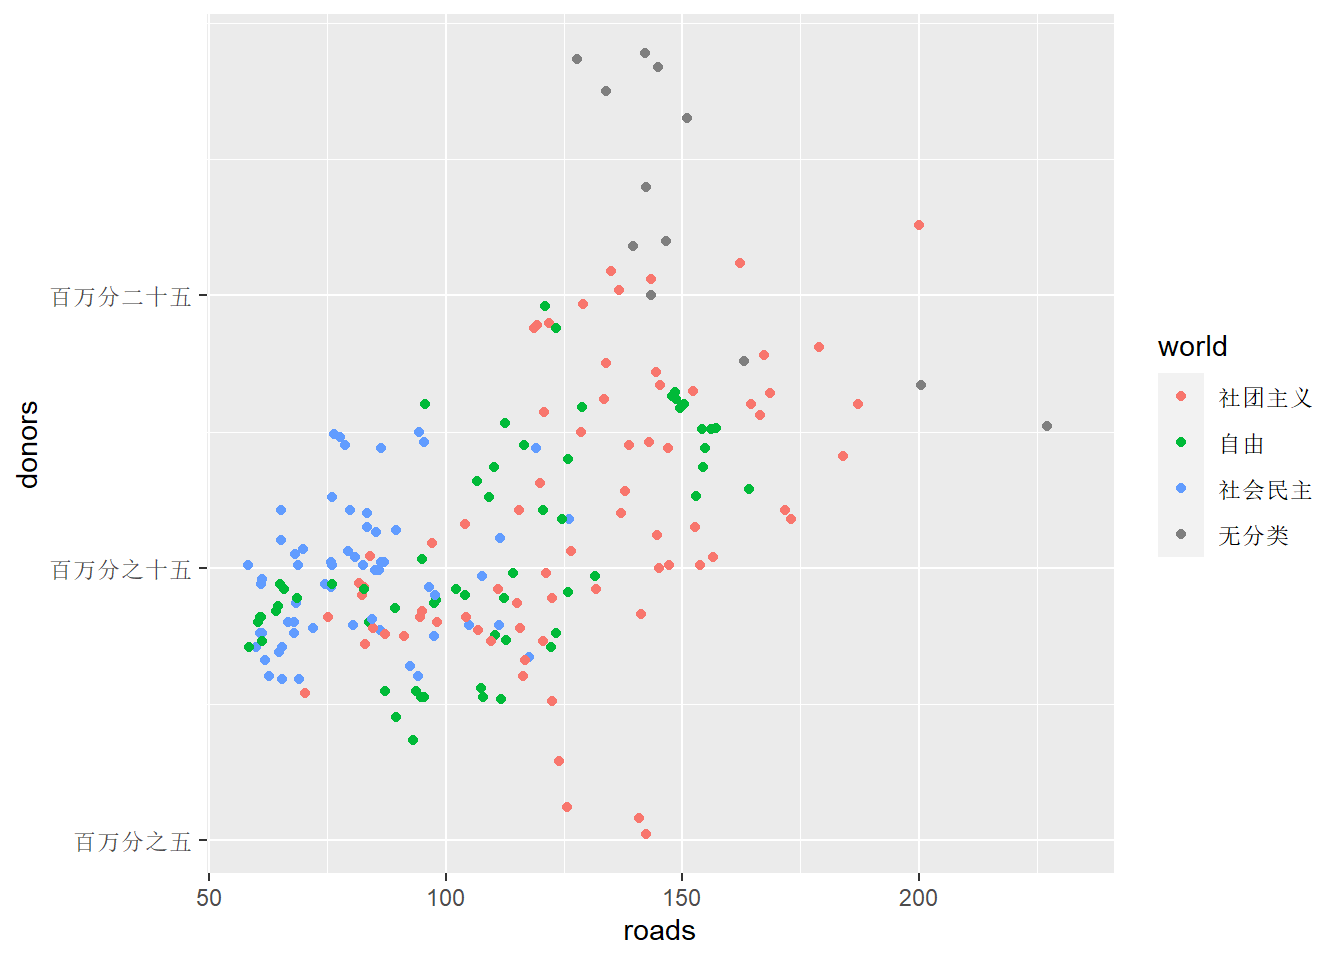 donors
百万分二十五
百万分之十五
百万分之五
50 100 150 200
roads
world
社团主义
自由
社会民主
无分类